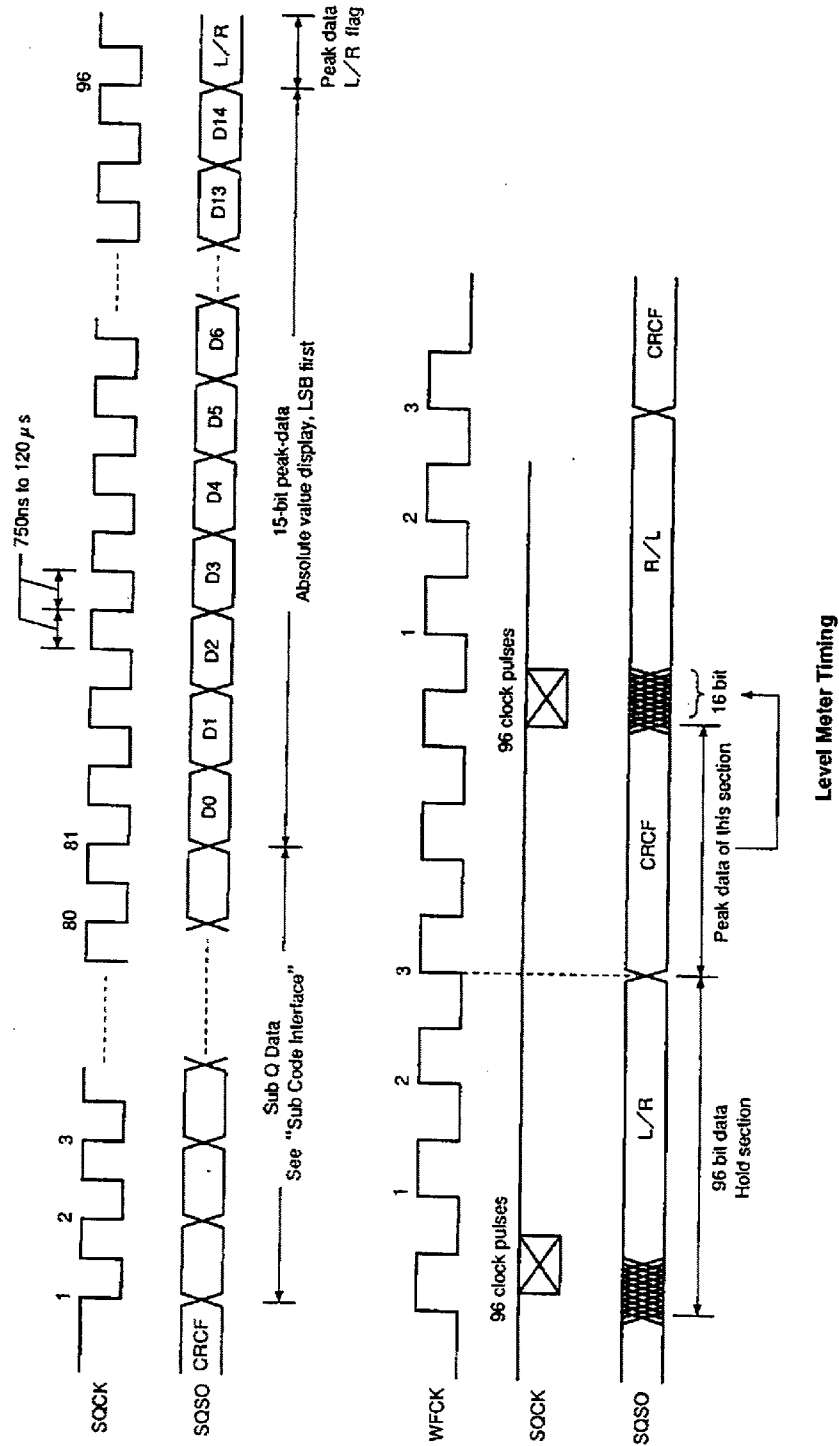 750ns to 120 μs
SQCK
1
2
3
80
81
96
SQSO
CRCF
D0
D1
D2
D3
D4
D5
D6
D13
D14
L/R
Sub Q Data
See "Sub Code Interface"
15-bit peak-data
Absolute value display, LSB first
Peak data
L/R flag
WFCK
1
2
3
1
2
3
SQCK
96 clock pulses
96 clock pulses
SQSO
L/R
CRCF
R/L
CRCF
96 bit data
Hold section
Peak data of this section
16 bit
Level Meter Timing